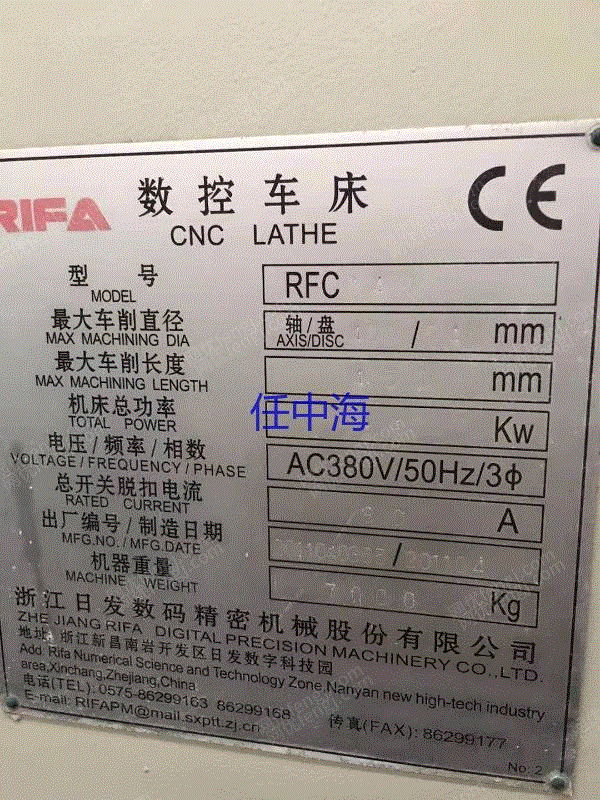 RIFA 数控车床 CE
CNC LATHE
型号 RFC
MODEL
最大车削直径 轴/盘 / mm
MAX MACHINING DIA AXIS/DISC
最大车削长度 mm
MAX MACHINING LENGTH
机床总功率 Kw
TOTAL POWER
任中海
电压/频率/相数 AC380V/50Hz/3φ
VOLTAGE/FREQUENCY/PHASE
总开关脱扣电流 A
RATED CURRENT
出厂编号/制造日期 /
MFG.NO./MFG.DATE
机器重量 Kg
MACHINE WEIGHT
浙江日发数码精密机械股份有限公司
ZHE JIANG RIFA DIGITAL PRECISION MACHINERY CO.,LTD.
地址:浙江新昌南岩开发区日发数字科技园
Add Rifa Numerical Science and Technology Zone,Nanyan new high-tech industry
area,Xinchang,Zhejiang,China
电话(TEL): 0575-86299163 86299168
E-mail: RIFAPM@mail.sxptt.zj.cn 传真(FAX): 86299177
No: 2